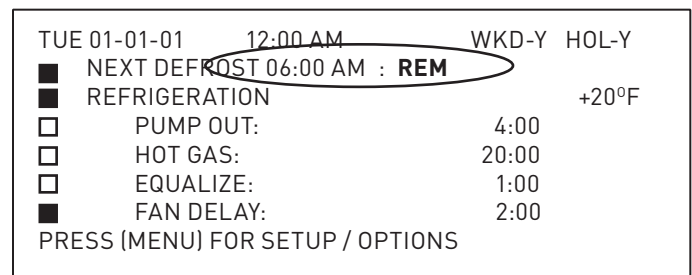 TUE 01-01-01 12:00 AM WKD-Y HOL-Y
NEXT DEFROST 06:00 AM : REM
REFRIGERATION +20⁰F
PUMP OUT: 4:00
HOT GAS: 20:00
EQUALIZE: 1:00
FAN DELAY: 2:00
PRESS (MENU) FOR SETUP / OPTIONS